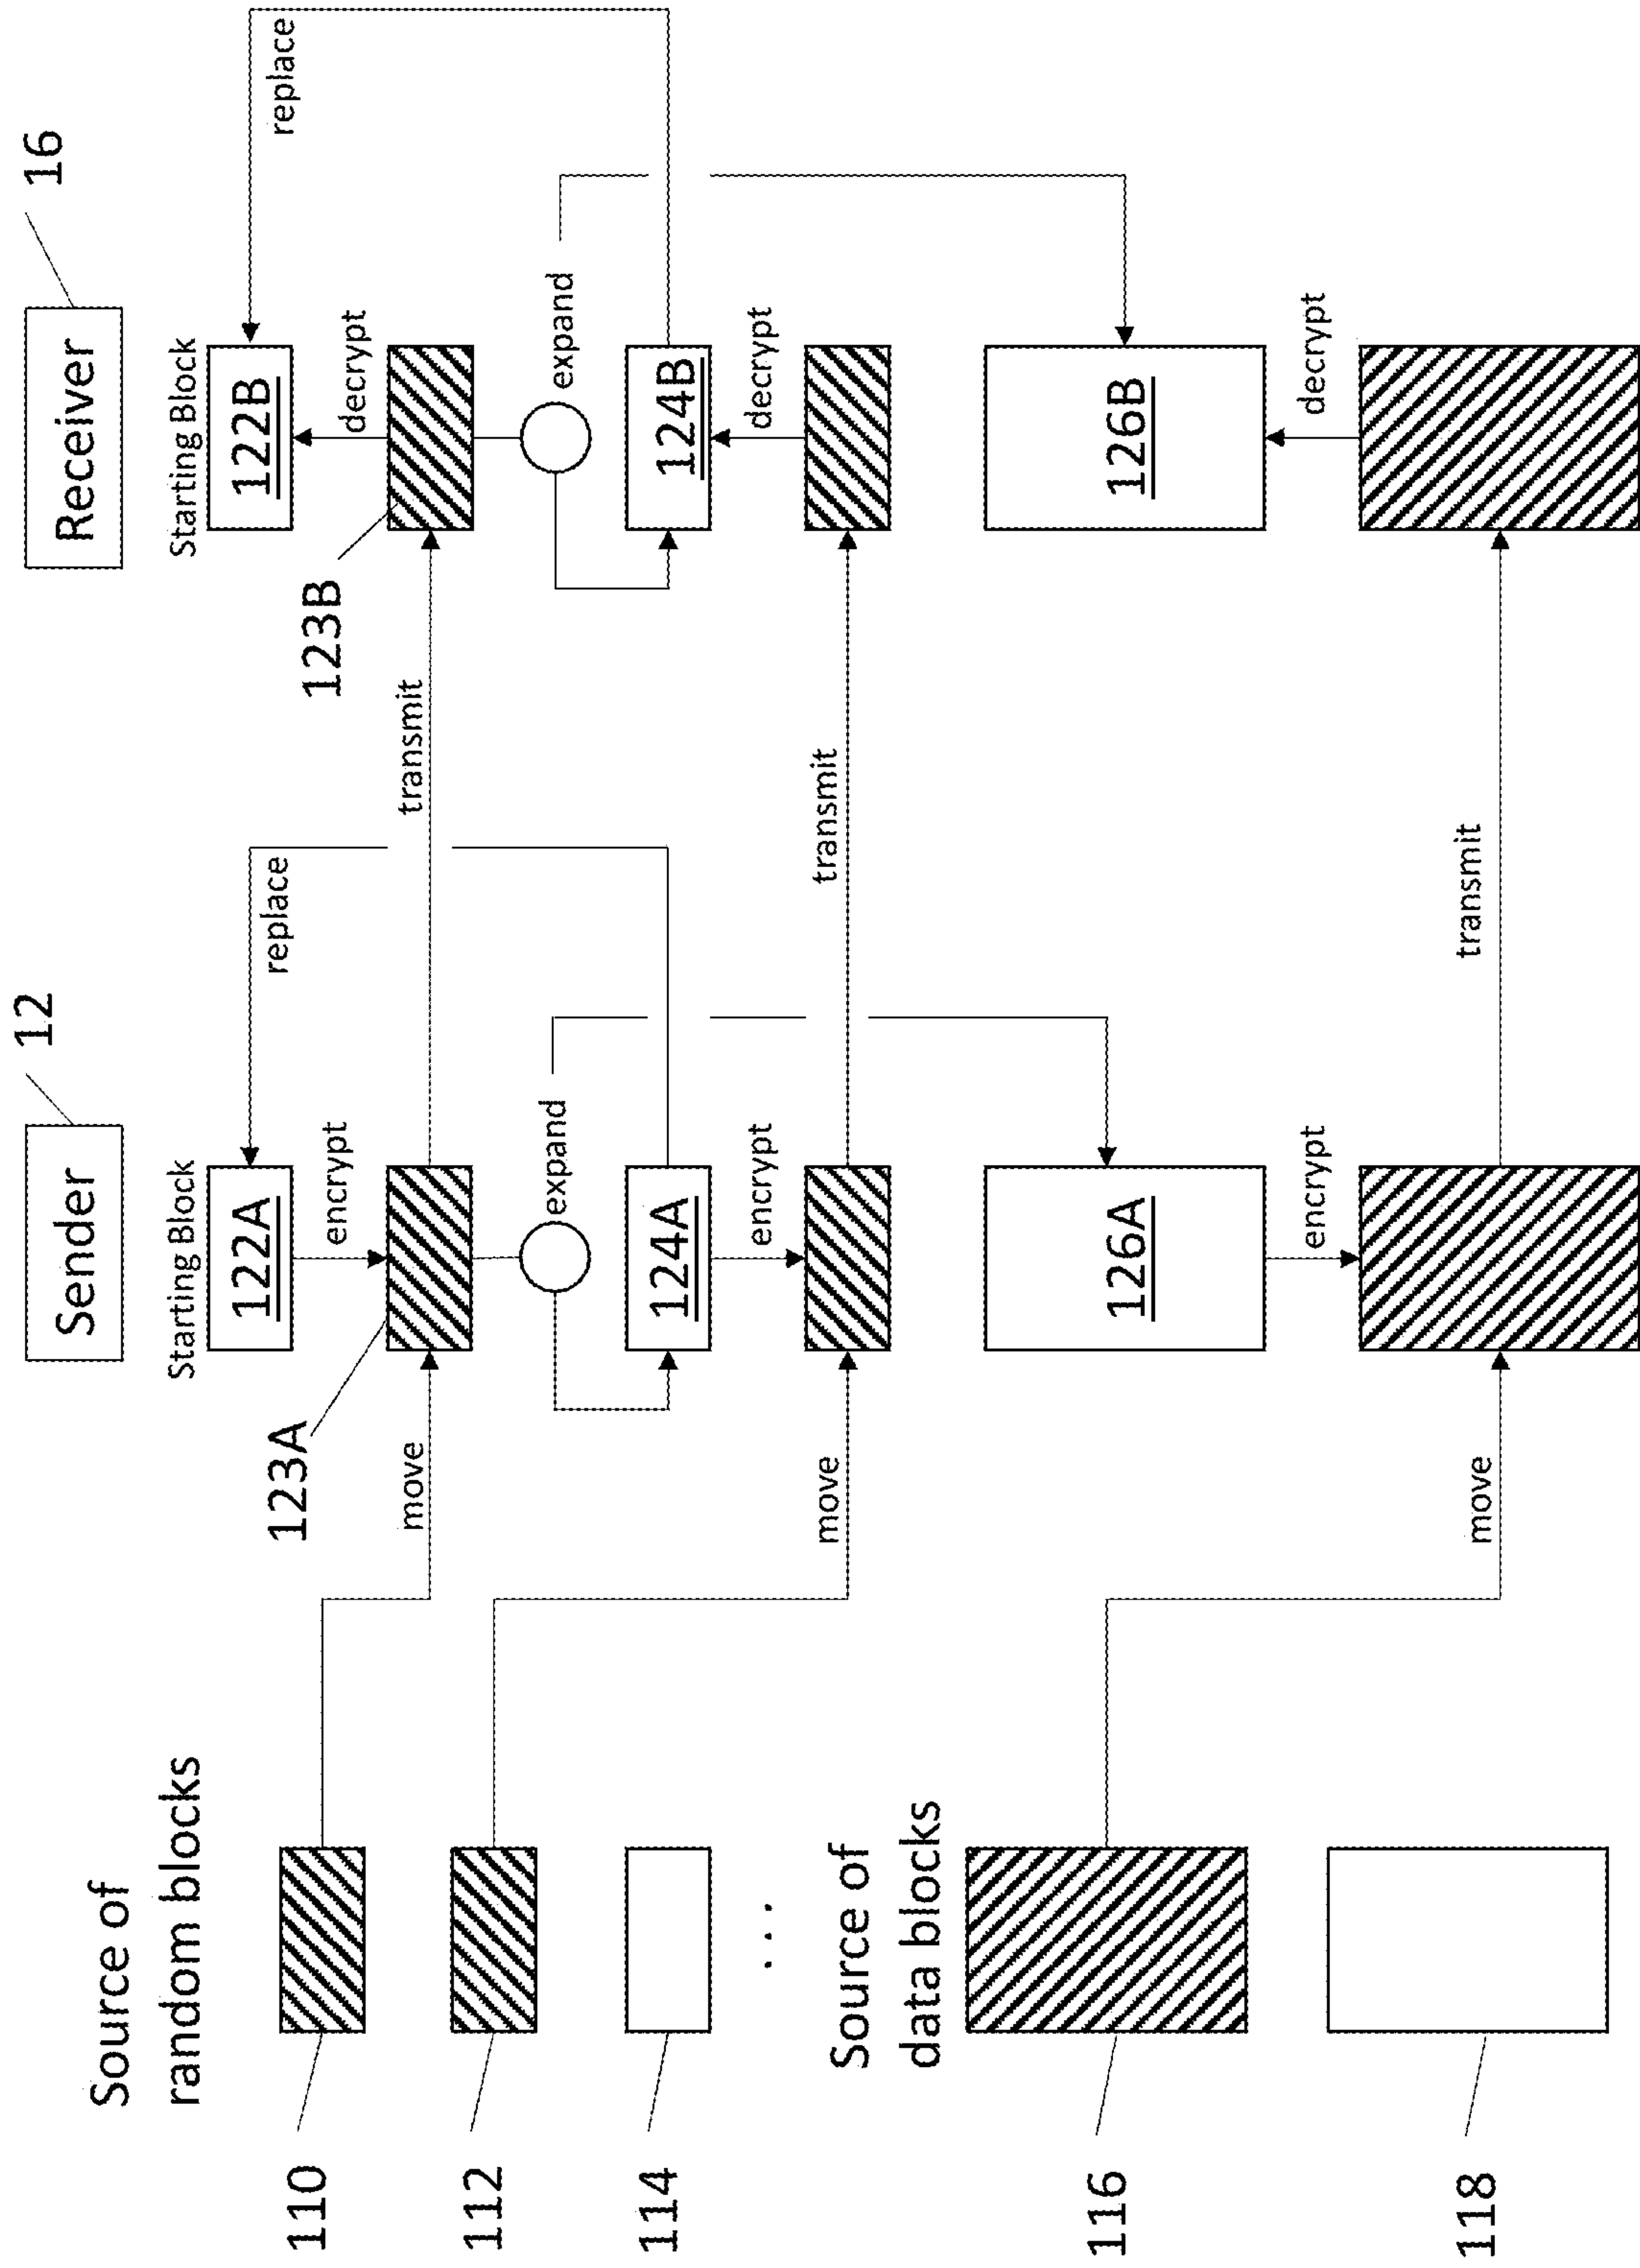 Sender
12
Receiver
16
Source of
random blocks
110
112
114
...
Source of
data blocks
116
118
Starting Block
122A
encrypt
replace
123A
move
transmit
expand
124A
encrypt
move
transmit
126A
encrypt
move
transmit
Starting Block
122B
decrypt
replace
123B
expand
124B
decrypt
126B
decrypt